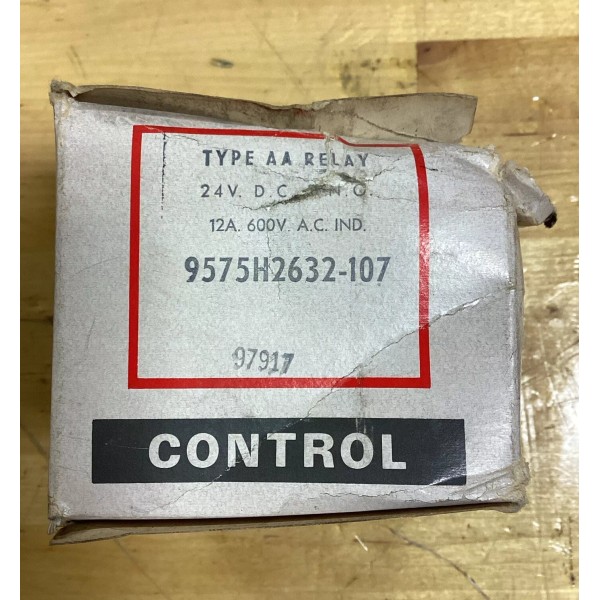 TYPE AA RELAY
24V. D.C. N.O.
12A. 600V. A.C. IND.
9575H2632-107
97917
CONTROL